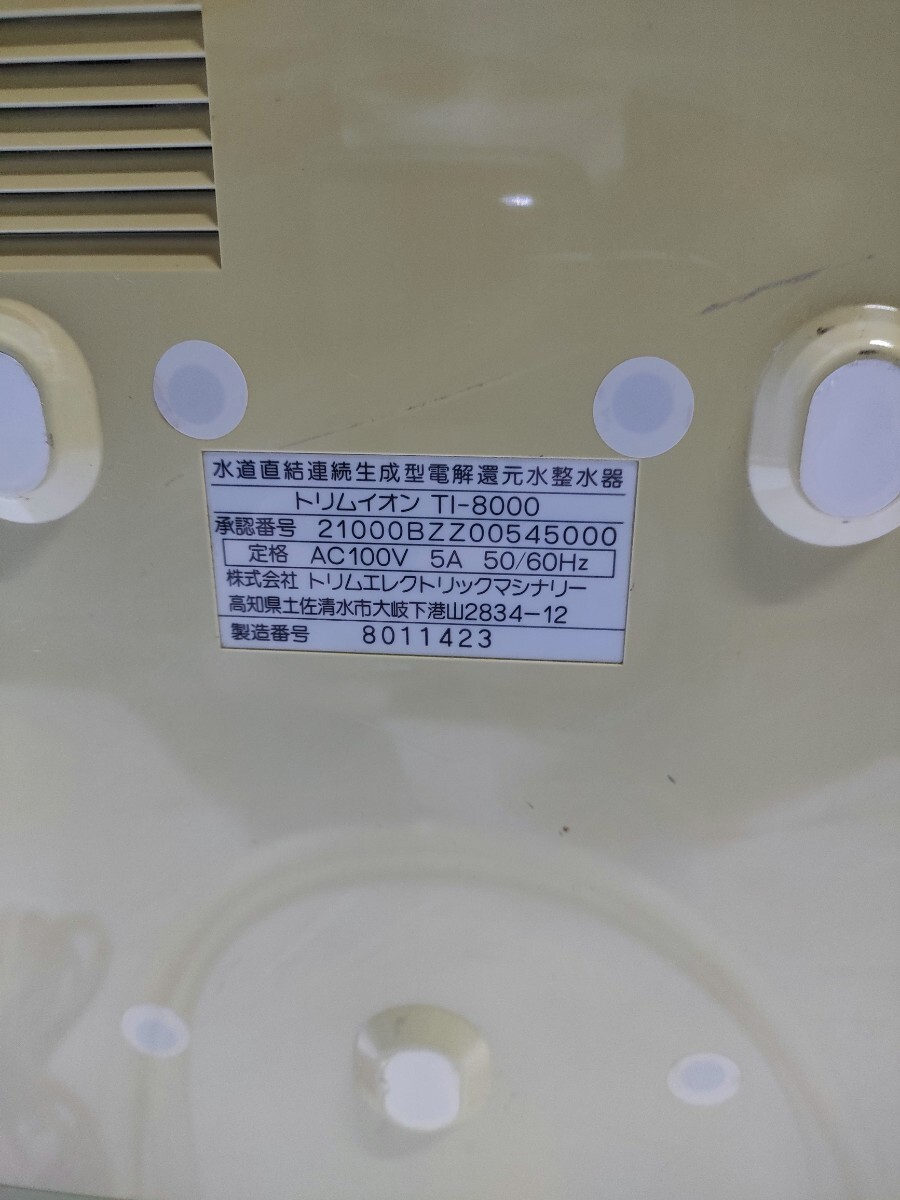 水道直結連続生成型電解還元水整水器
トリムイオン TI-8000
承認番号 21000BZZ00545000
定格 AC100V 5A 50/60Hz
株式会社 トリムエレクトリックマシナリー
高知県土佐清水市大岐下港山2834-12
製造番号 8011423